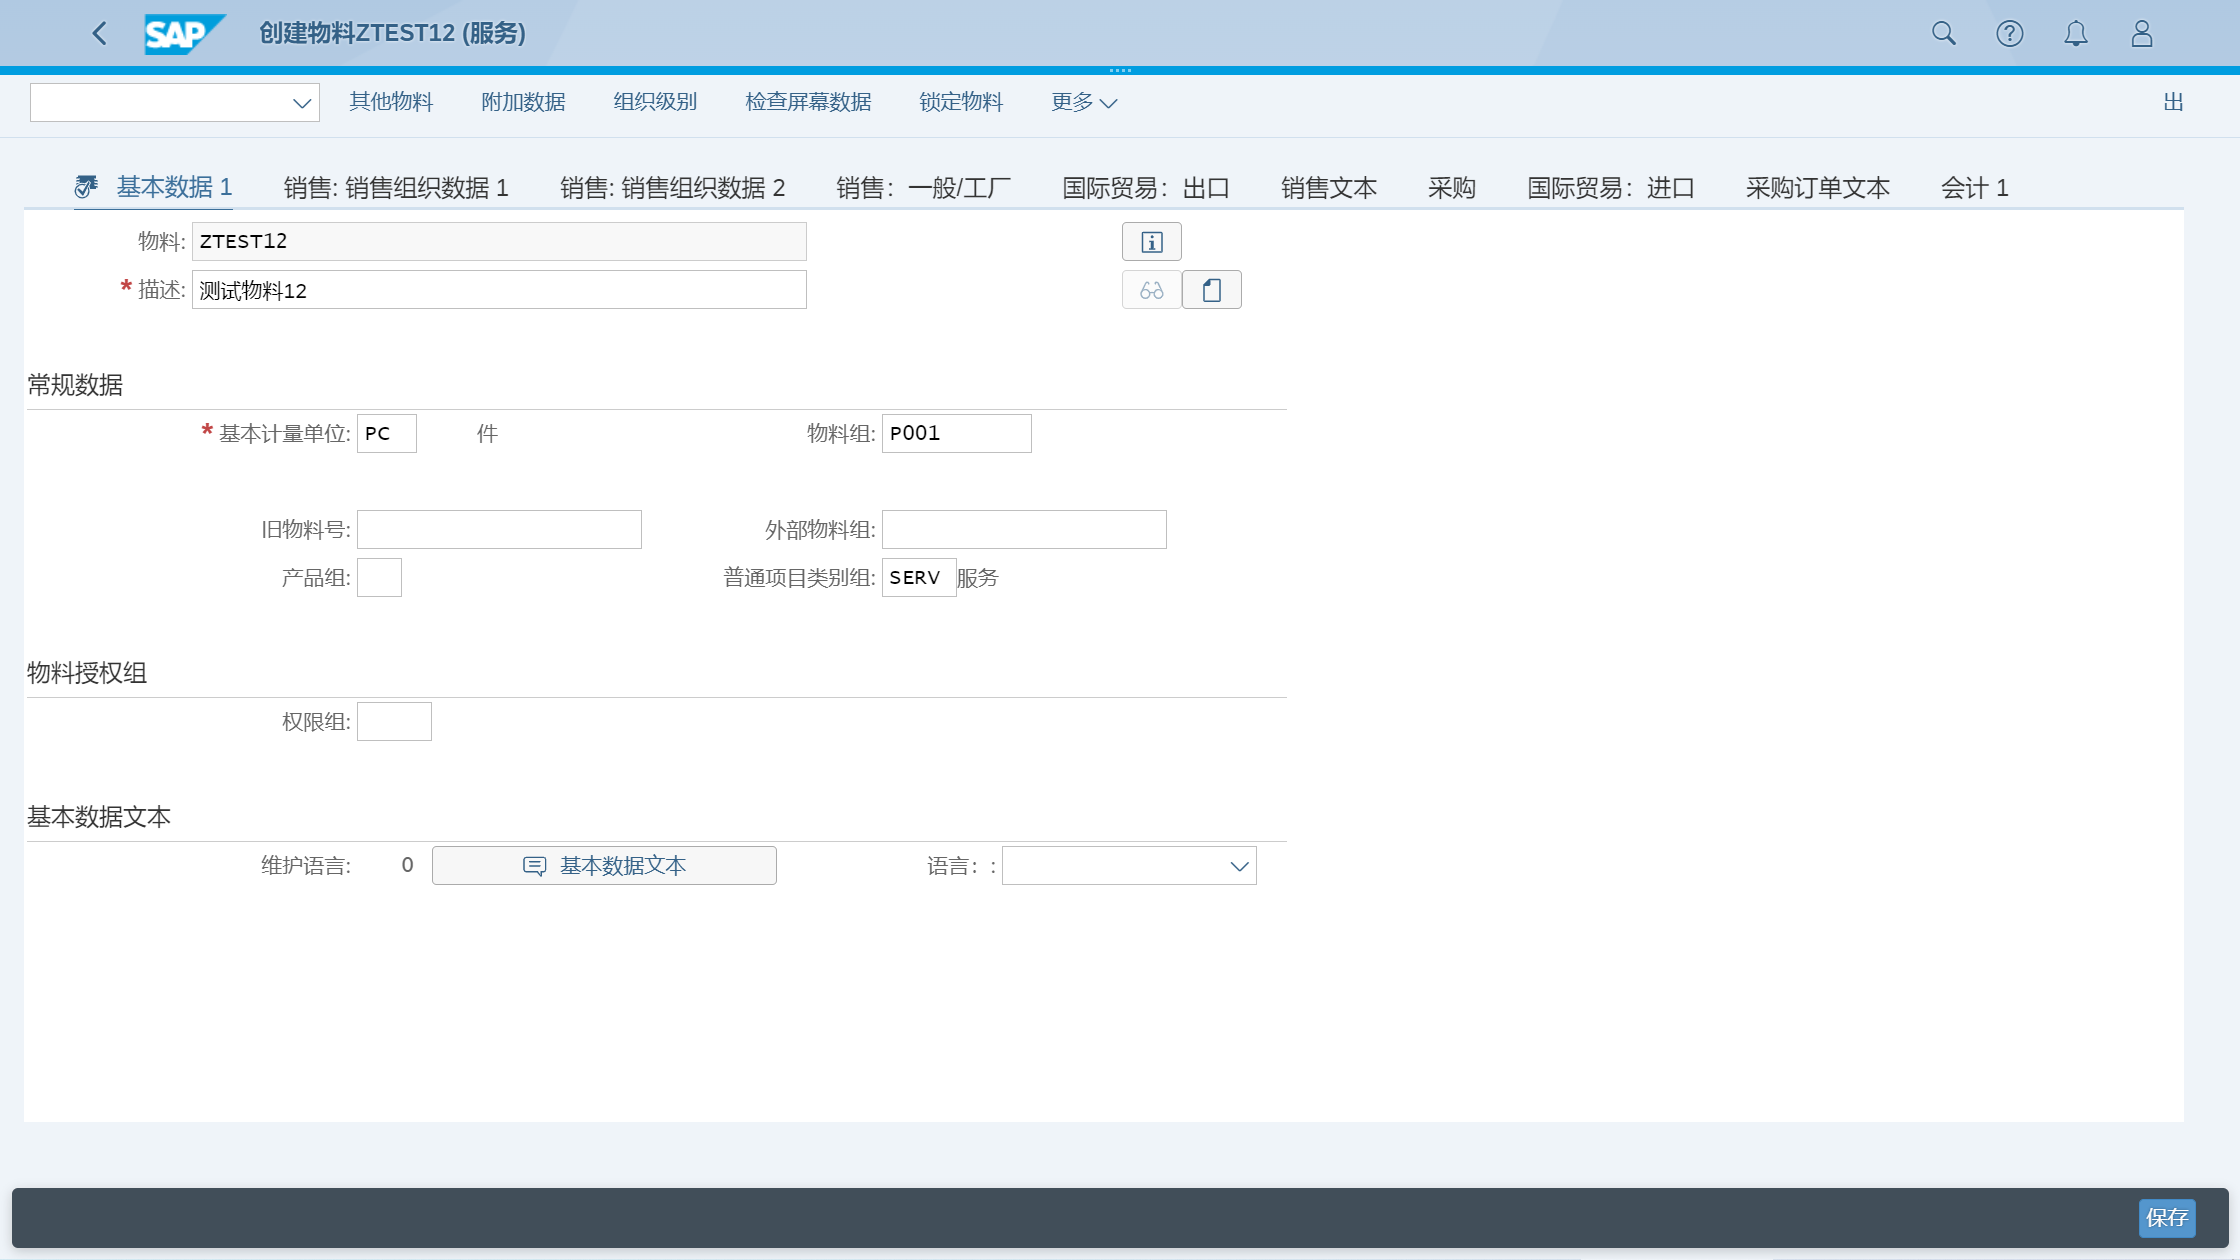 SAP 创建物料ZTEST12 (服务)
其他物料 附加数据 组织级别 检查屏幕数据 锁定物料 更多 出
基本数据 1 销售: 销售组织数据 1 销售: 销售组织数据 2 销售：一般/工厂 国际贸易：出口 销售文本 采购 国际贸易：进口 采购订单文本 会计 1
物料: ZTEST12
* 描述: 测试物料12
常规数据
* 基本计量单位: PC 件 物料组: P001
旧物料号: 外部物料组:
产品组: 普通项目类别组: SERV 服务
物料授权组
权限组:
基本数据文本
维护语言: 0 基本数据文本 语言：:
保存